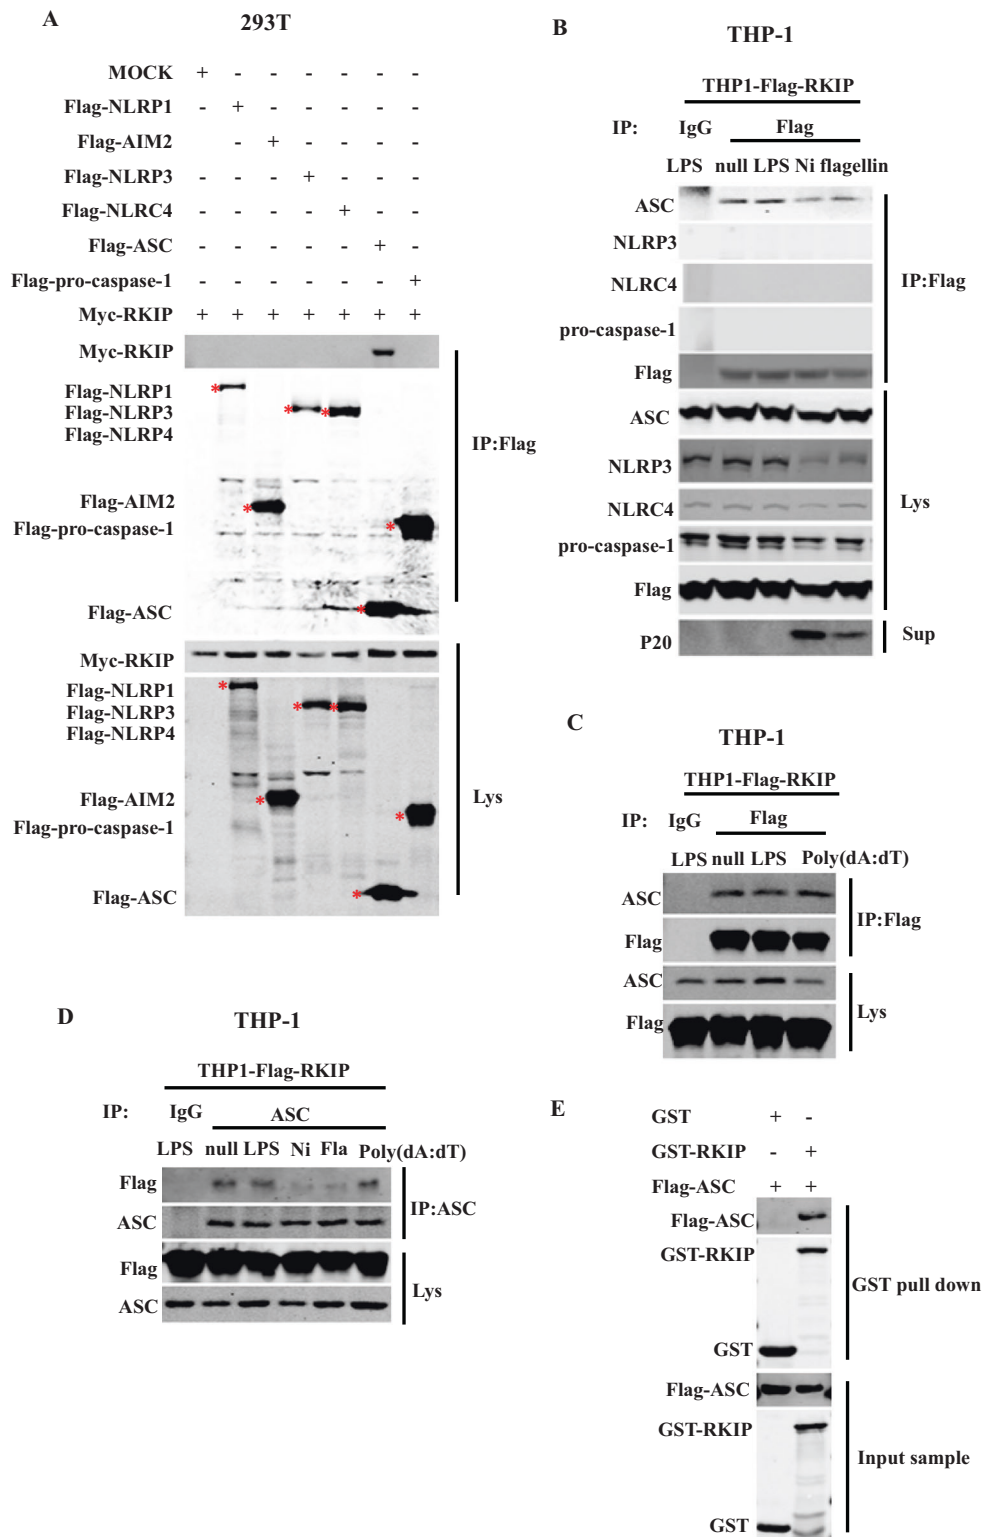 A
293T
MOCK + - - - - - -
Flag-NLRP1 - + - - - - -
Flag-AIM2 - + - - - -
Flag-NLRP3 - - - + - - -
Flag-NLRC4 - - - - + - -
Flag-ASC - - - - - + -
Flag-pro-caspase-1 - - - - - - +
Myc-RKIP + + + + + + +
Myc-RKIP
Flag-NLRP1
Flag-NLRP3
Flag-NLRP4
Flag-AIM2
Flag-pro-caspase-1
Flag-ASC
IP:Flag
Myc-RKIP
Flag-NLRP1
Flag-NLRP3
Flag-NLRP4
Flag-AIM2
Flag-pro-caspase-1
Flag-ASC
Lys
B
THP-1
THP1-Flag-RKIP
IP: IgG Flag
LPS null LPS Ni flagellin
ASC
NLRP3
NLRC4
pro-caspase-1
Flag
IP:Flag
ASC
NLRP3
NLRC4
pro-caspase-1
Flag
Lys
P20
Sup
C
THP-1
THP1-Flag-RKIP
IP: IgG Flag
LPS null LPS Poly(dA:dT)
ASC
Flag
IP:Flag
ASC
Flag
Lys
D
THP-1
THP1-Flag-RKIP
IP: IgG ASC
LPS null LPS Ni Fla Poly(dA:dT)
Flag
ASC
IP:ASC
Flag
ASC
Lys
E
GST + -
GST-RKIP - +
Flag-ASC + +
Flag-ASC
GST-RKIP
GST
GST pull down
Flag-ASC
GST-RKIP
GST
Input sample